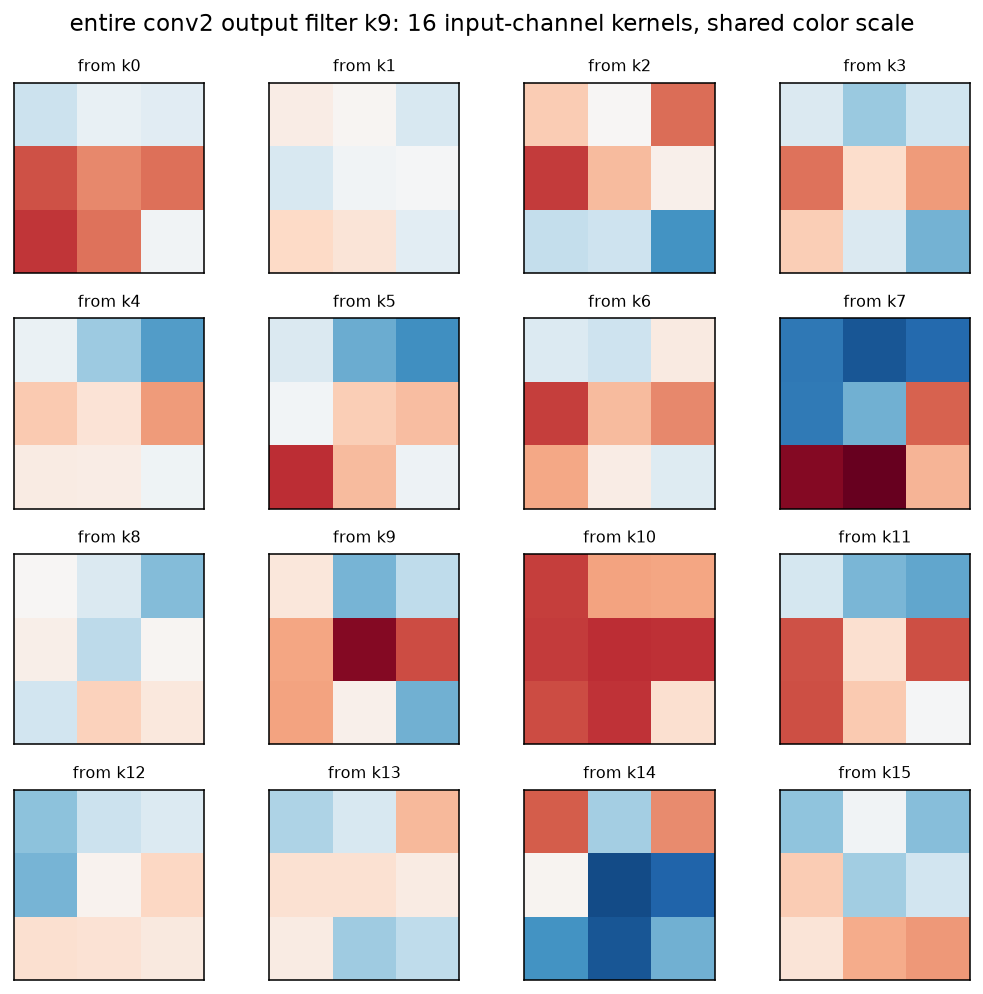 entire conv2 output filter k9: 16 input-channel kernels, shared color scale
from k0
from k1
from k2
from k3
from k4
from k5
from k6
from k7
from k8
from k9
from k10
from k11
from k12
from k13
from k14
from k15